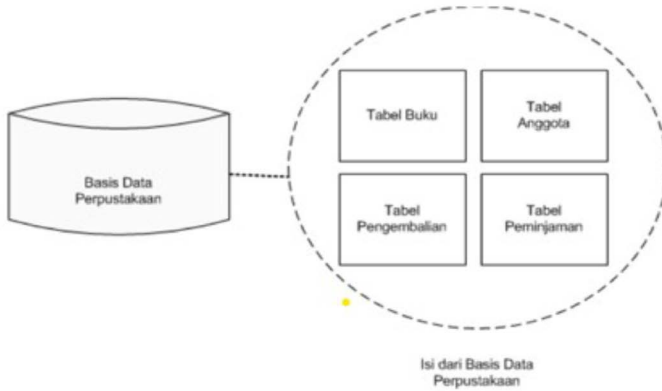 Basis Data
Perpustakaan
Tabel Buku
Tabel
Anggota
Tabel
Pengembalian
Tabel
Peminjaman
Isi dari Basis Data
Perpustakaan